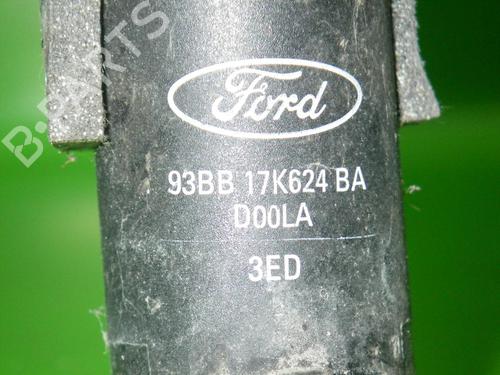 B-PARTS
Ford
93BB 17K624 BA
D00LA
3ED